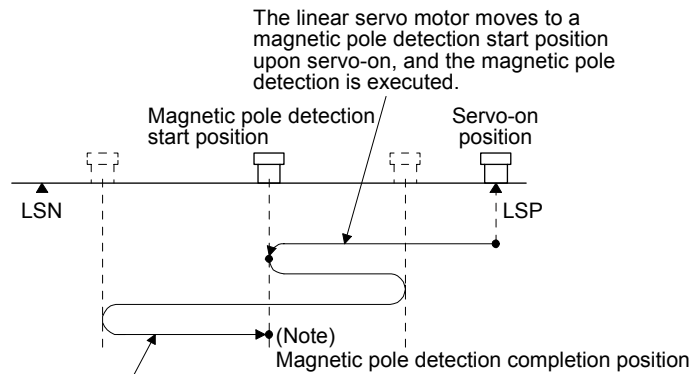 The linear servo motor moves to a
magnetic pole detection start position
upon servo-on, and the magnetic pole
detection is executed.
Magnetic pole detection
start position
Servo-on
position
LSN
LSP
(Note)
Magnetic pole detection completion position